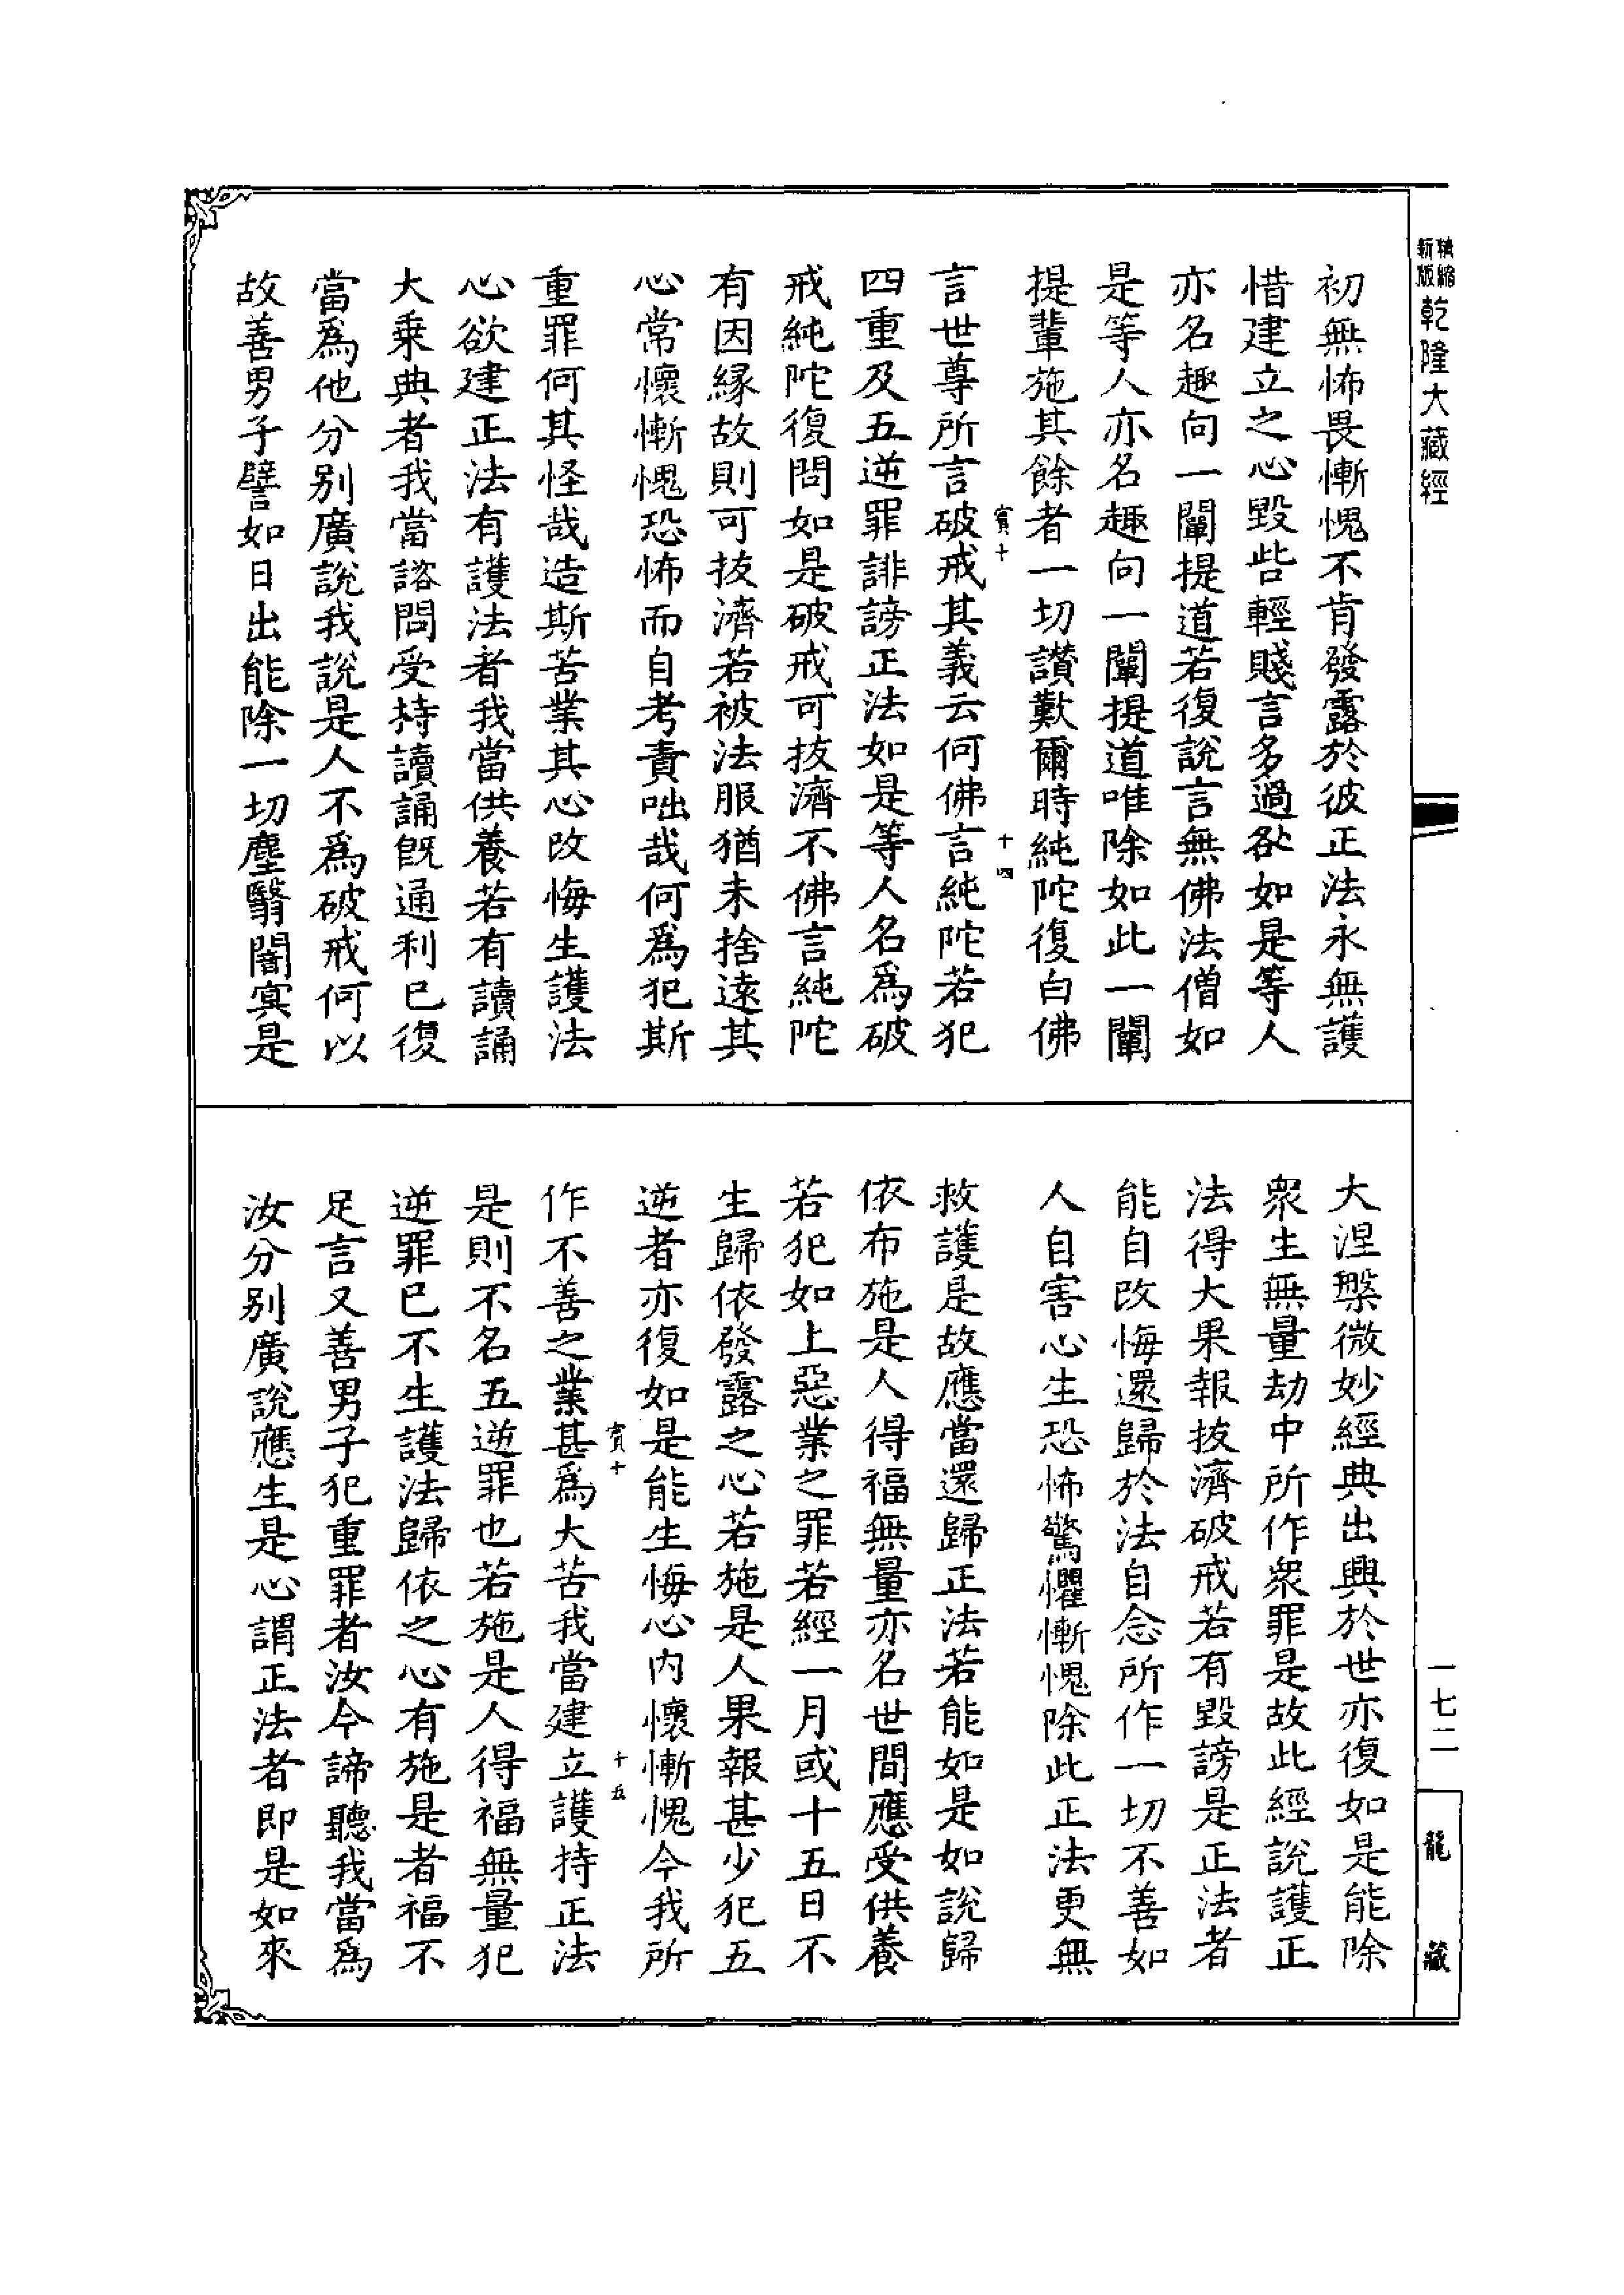 精縮
新版
乾隆大藏經
一七二
龍藏
初無怖畏慚愧不肯發露於彼正法永無護
惜建立之心毀呰輕賤言多過咎如是等人
亦名趣向一闡提道若復說言無佛法僧如
是等人亦名趣向一闡提道唯除如此一闡
提輩施其餘者一切讃歎爾時純陀復白佛
賓十
十四
言世尊所言破戒其義云何佛言純陀若犯
四重及五逆罪誹謗正法如是等人名爲破
戒純陀復問如是破戒可拔濟不佛言純陀
有因緣故則可拔濟若被法服猶未捨遠其
心常懷慚愧恐怖而自考責咄哉何爲犯斯
重罪何其怪哉造斯苦業其心改悔生護法
心欲建正法有護法者我當供養若有讀誦
大乘典者我當諮問受持讀誦旣通利已復
當爲他分別廣說我說是人不爲破戒何以
故善男子譬如日出能除一切塵翳闇冥是
大涅槃微妙經典出興於世亦復如是能除
衆生無量劫中所作衆罪是故此經說護正
法得大果報拔濟破戒若有毀謗是正法者
能自改悔還歸於法自念所作一切不善如
人自害心生恐怖驚懼慚愧除此正法更無
救護是故應當還歸正法若能如是如說歸
依布施是人得福無量亦名世間應受供養
若犯如上惡業之罪若經一月或十五日不
生歸依發露之心若施是人果報甚少犯五
逆者亦復如是能生悔心內懷慚愧今我所
賓十
十五
作不善之業甚爲大苦我當建立護持正法
是則不名五逆罪也若施是人得福無量犯
逆罪已不生護法歸依之心有施是者福不
足言又善男子犯重罪者汝今諦聽我當爲
汝分別廣說應生是心謂正法者即是如來